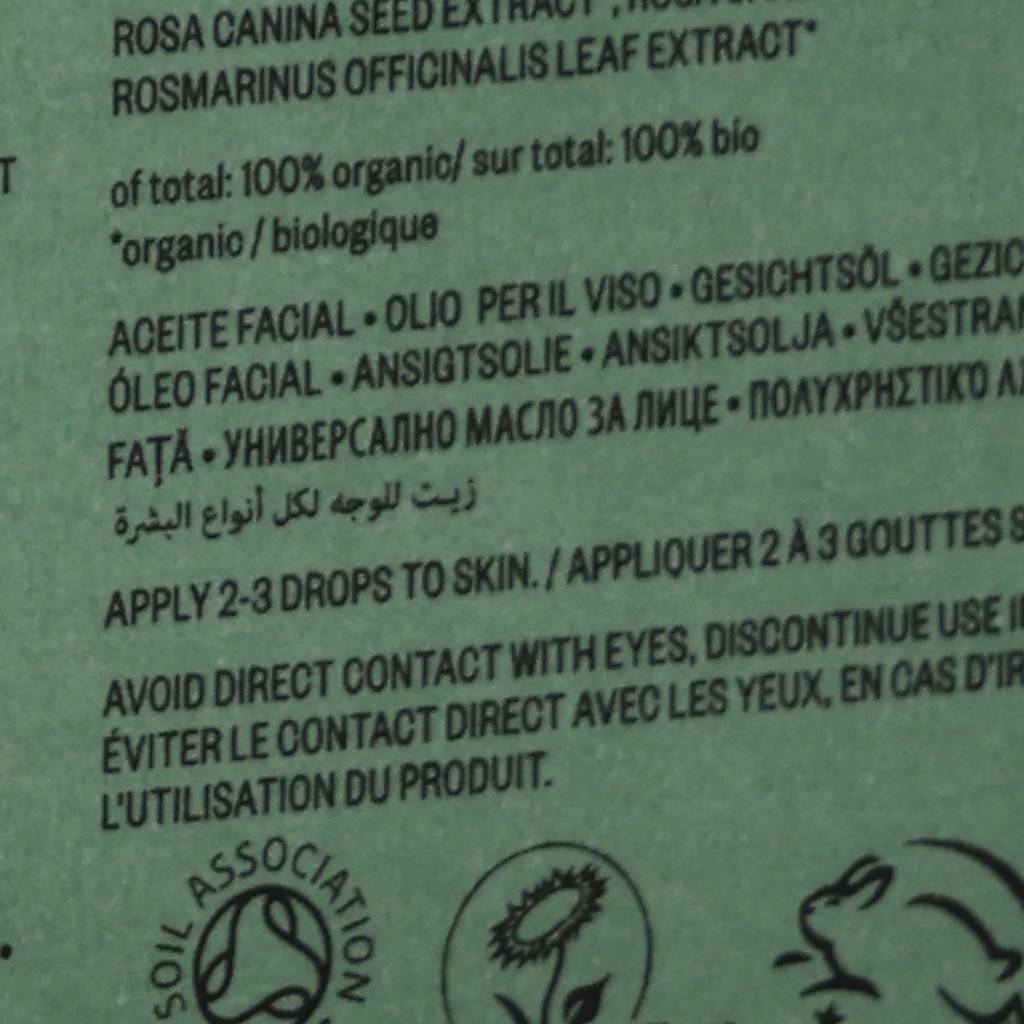 ROSA CANINA SEED EXTRACT*,
ROSMARINUS OFFICINALIS LEAF EXTRACT*
of total: 100% organic/ sur total: 100% bio
*organic / biologique
ACEITE FACIAL • OLIO PER IL VISO • GESICHTSÖL •
ÓLEO FACIAL • ANSIGTSOLIE • ANSIKTSOLJA •
FAȚĂ • УНИВЕРСАЛНО МАСЛО ЗА ЛИЦЕ • ΠΟΛΥΧΡΗΣΤΙΚΌ
زيت للوجه لكل أنواع البشرة
APPLY 2-3 DROPS TO SKIN. / APPLIQUER 2 À 3 GOUTTES
AVOID DIRECT CONTACT WITH EYES, DISCONTINUE USE
ÉVITER LE CONTACT DIRECT AVEC LES YEUX, EN CAS
L'UTILISATION DU PRODUIT.
SOIL ASSOCIATION